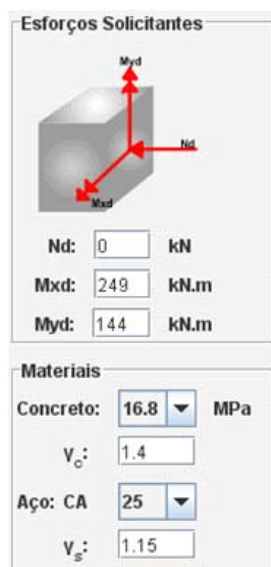 Esforços Solicitantes
Myd
Nd
Mxd
Nd: 0 kN
Mxd: 249 kN.m
Myd: 144 kN.m
Materiais
Concreto: 16.8 MPa
γc: 1.4
Aço: CA 25
γs: 1.15